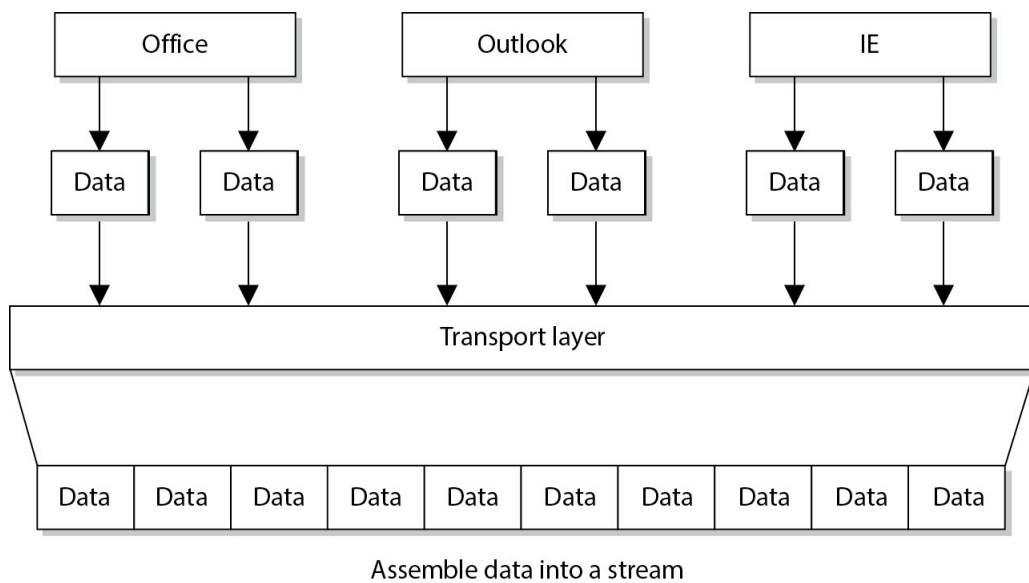 Office Outlook IE
Data Data Data Data Data Data
Transport layer
Data Data Data Data Data Data Data Data Data Data
Assemble data into a stream